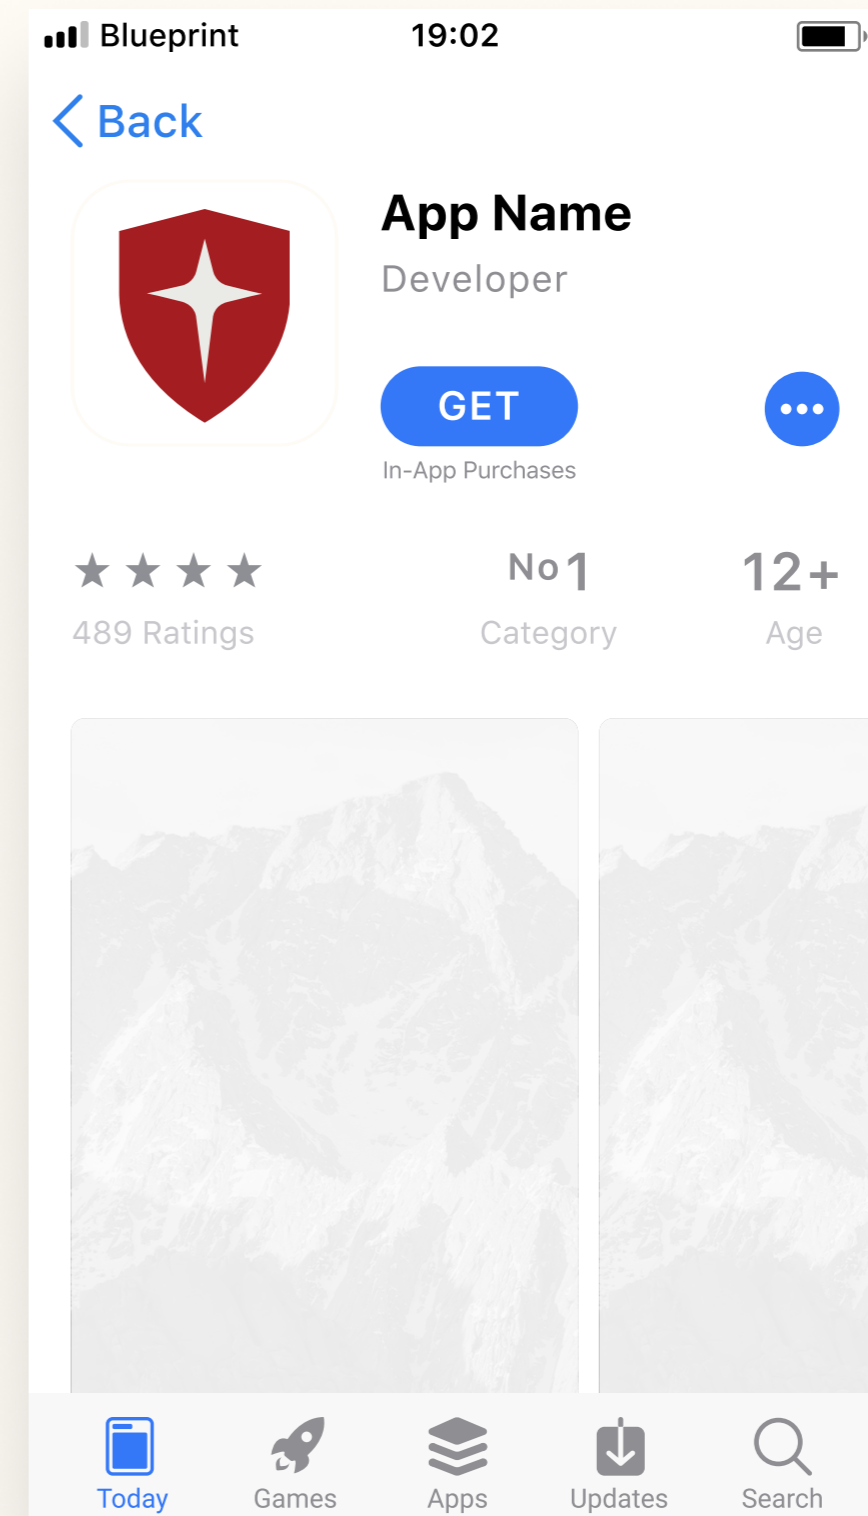 Blueprint 19:02
Back
App Name
Developer
GET
In-App Purchases
No1 12+
489 Ratings Category Age
Today Games Apps Updates Search